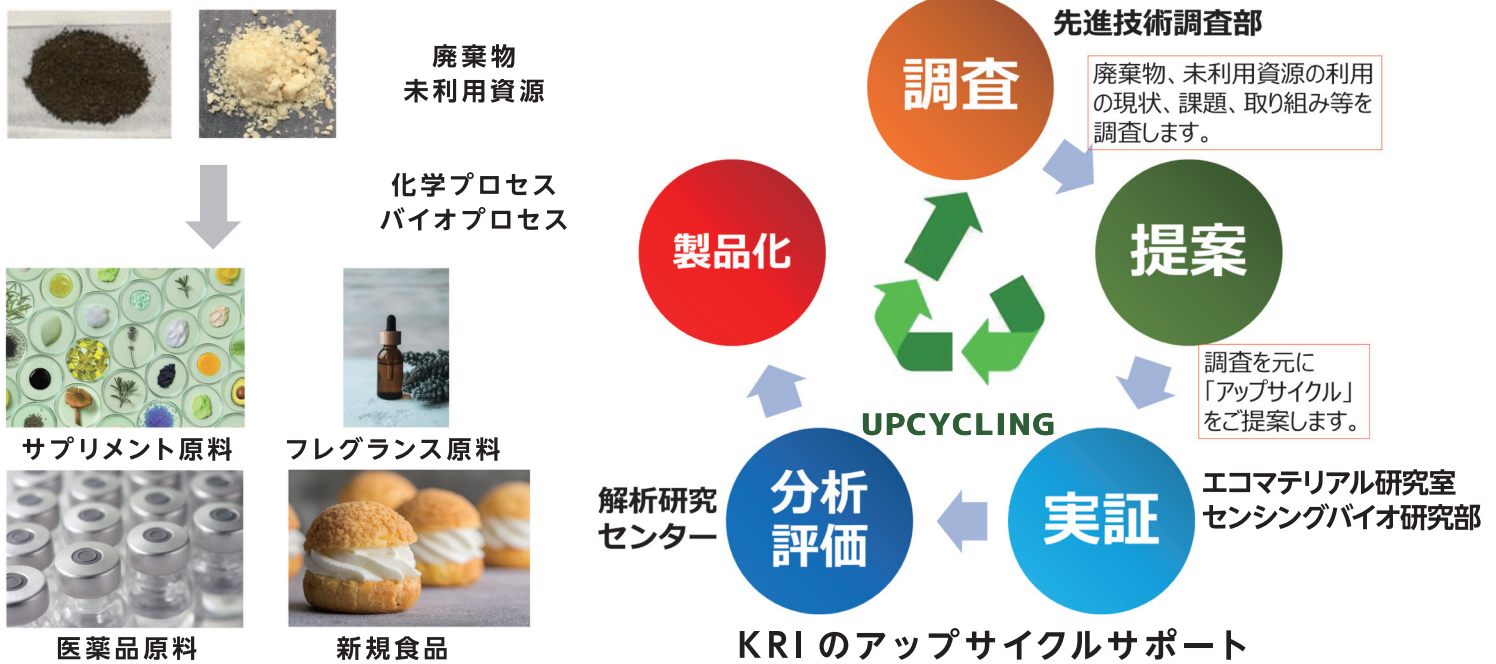 廃棄物
未利用資源
化学プロセス
バイオプロセス
サプリメント原料
フレグランス原料
医薬品原料
新規食品
先進技術調査部
調査
廃棄物、未利用資源の利用
の現状、課題、取り組み等を
調査します。
製品化
提案
調査を元に
「アップサイクル」
をご提案します。
UPCYCLING
解析研究
センター
分析
評価
実証
エコマテリアル研究室
センシングバイオ研究部
KRIのアップサイクルサポート